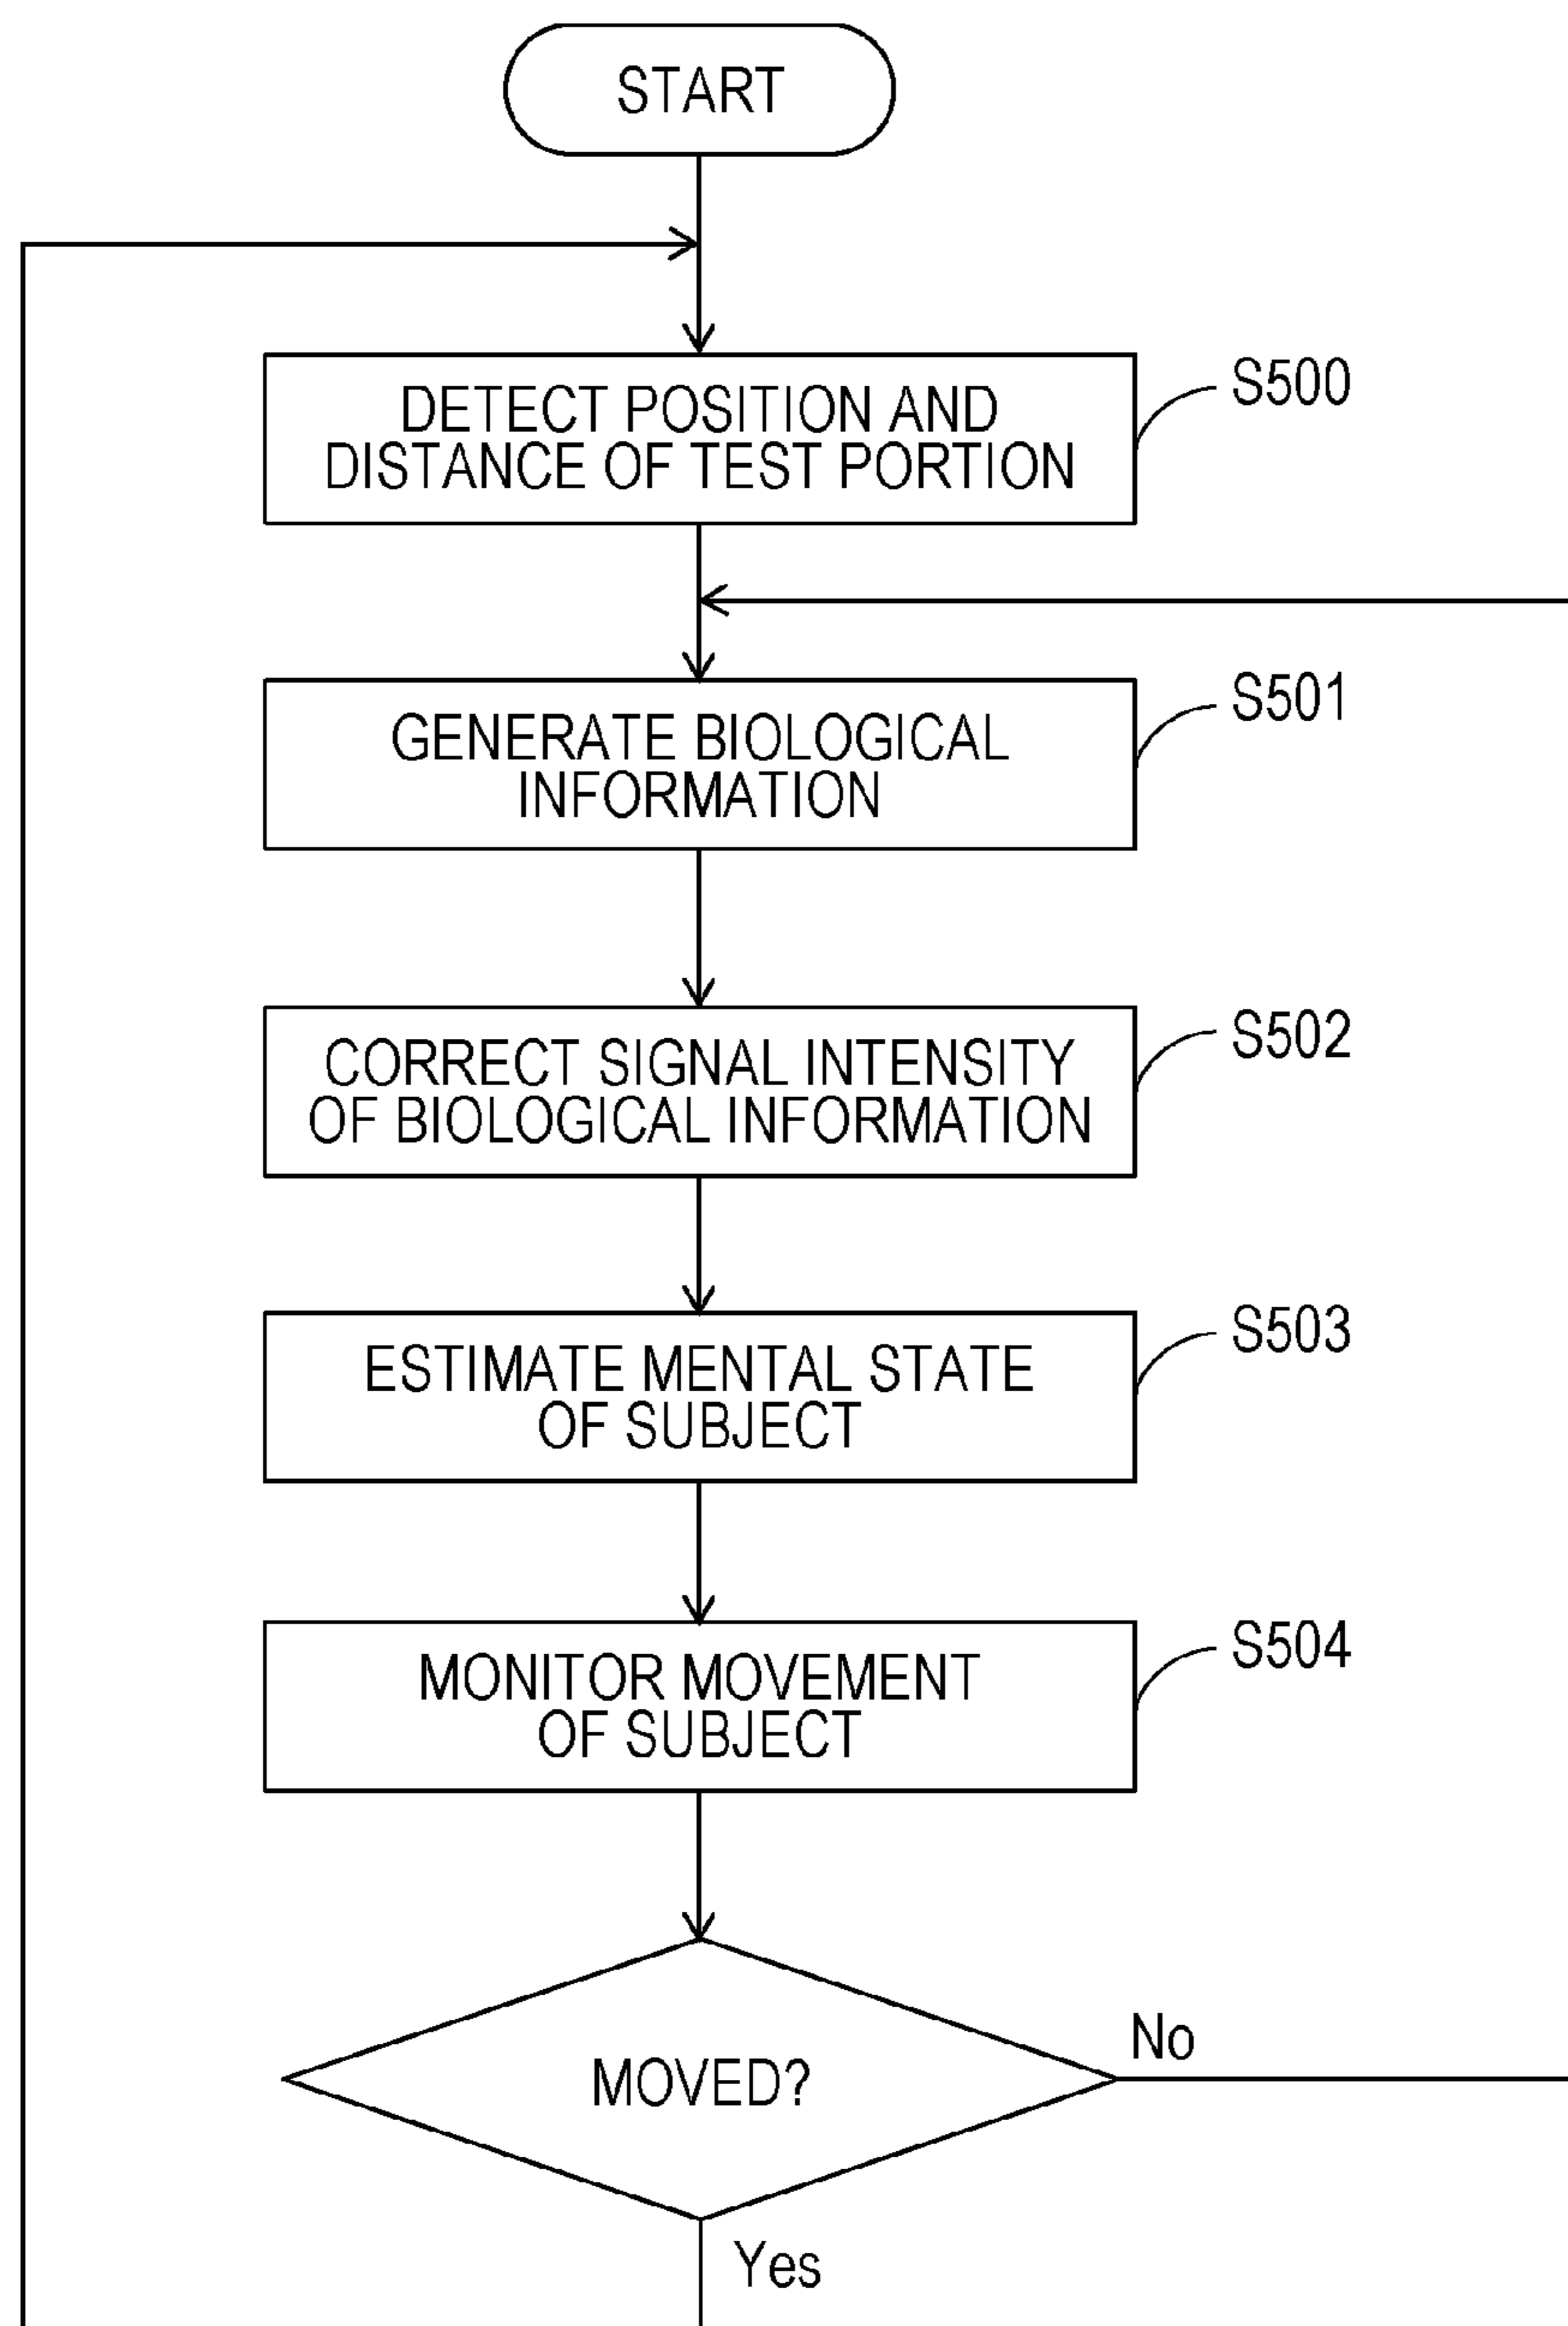 START
DETECT POSITION AND
DISTANCE OF TEST PORTION
S500
GENERATE BIOLOGICAL
INFORMATION
S501
CORRECT SIGNAL INTENSITY
OF BIOLOGICAL INFORMATION
S502
ESTIMATE MENTAL STATE
OF SUBJECT
S503
MONITOR MOVEMENT
OF SUBJECT
S504
MOVED?
No
Yes